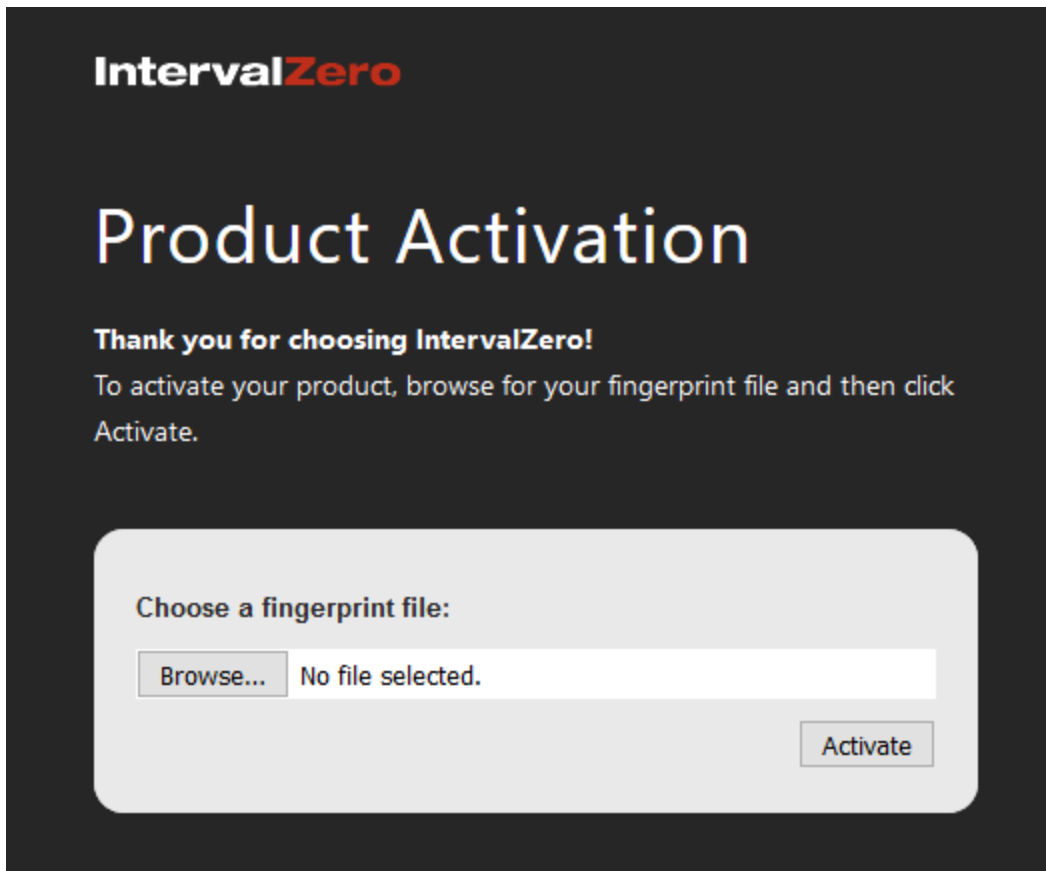 IntervalZero
Product Activation
Thank you for choosing IntervalZero!
To activate your product, browse for your fingerprint file and then click
Activate.
Choose a fingerprint file:
Browse... No file selected.
Activate